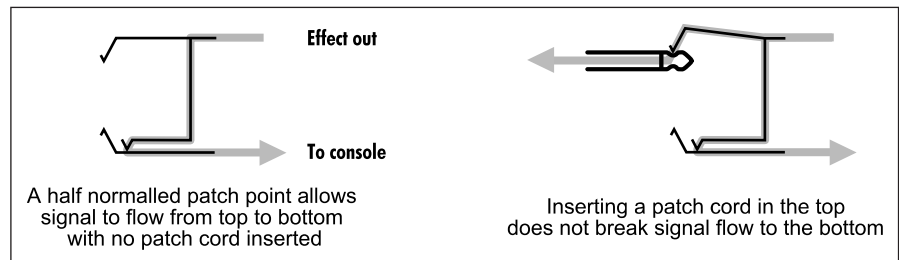 Effect out
To console
A half normalled patch point allows
signal to flow from top to bottom
with no patch cord inserted
Inserting a patch cord in the top
does not break signal flow to the bottom